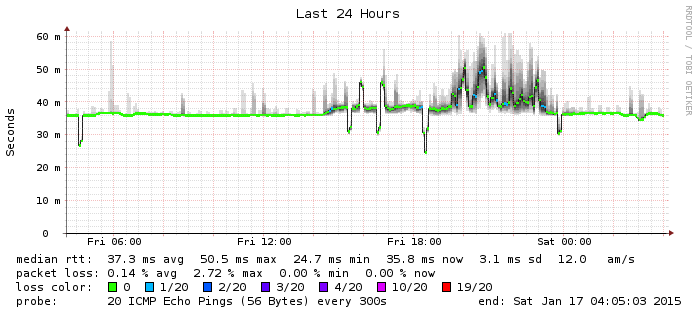 Last 24 Hours
RRDTOOL / TOBI OETIKER
Seconds
60 m
50 m
40 m
30 m
20 m
10 m
0
Fri 06:00 Fri 12:00 Fri 18:00 Sat 00:00
median rtt: 37.3 ms avg 50.5 ms max 24.7 ms min 35.8 ms now 3.1 ms sd 12.0 am/s
packet loss: 0.14 % avg 2.72 % max 0.00 % min 0.00 % now
loss color: 0 1/20 2/20 3/20 4/20 10/20 19/20
probe: 20 ICMP Echo Pings (56 Bytes) every 300s end: Sat Jan 17 04:05:03 2015